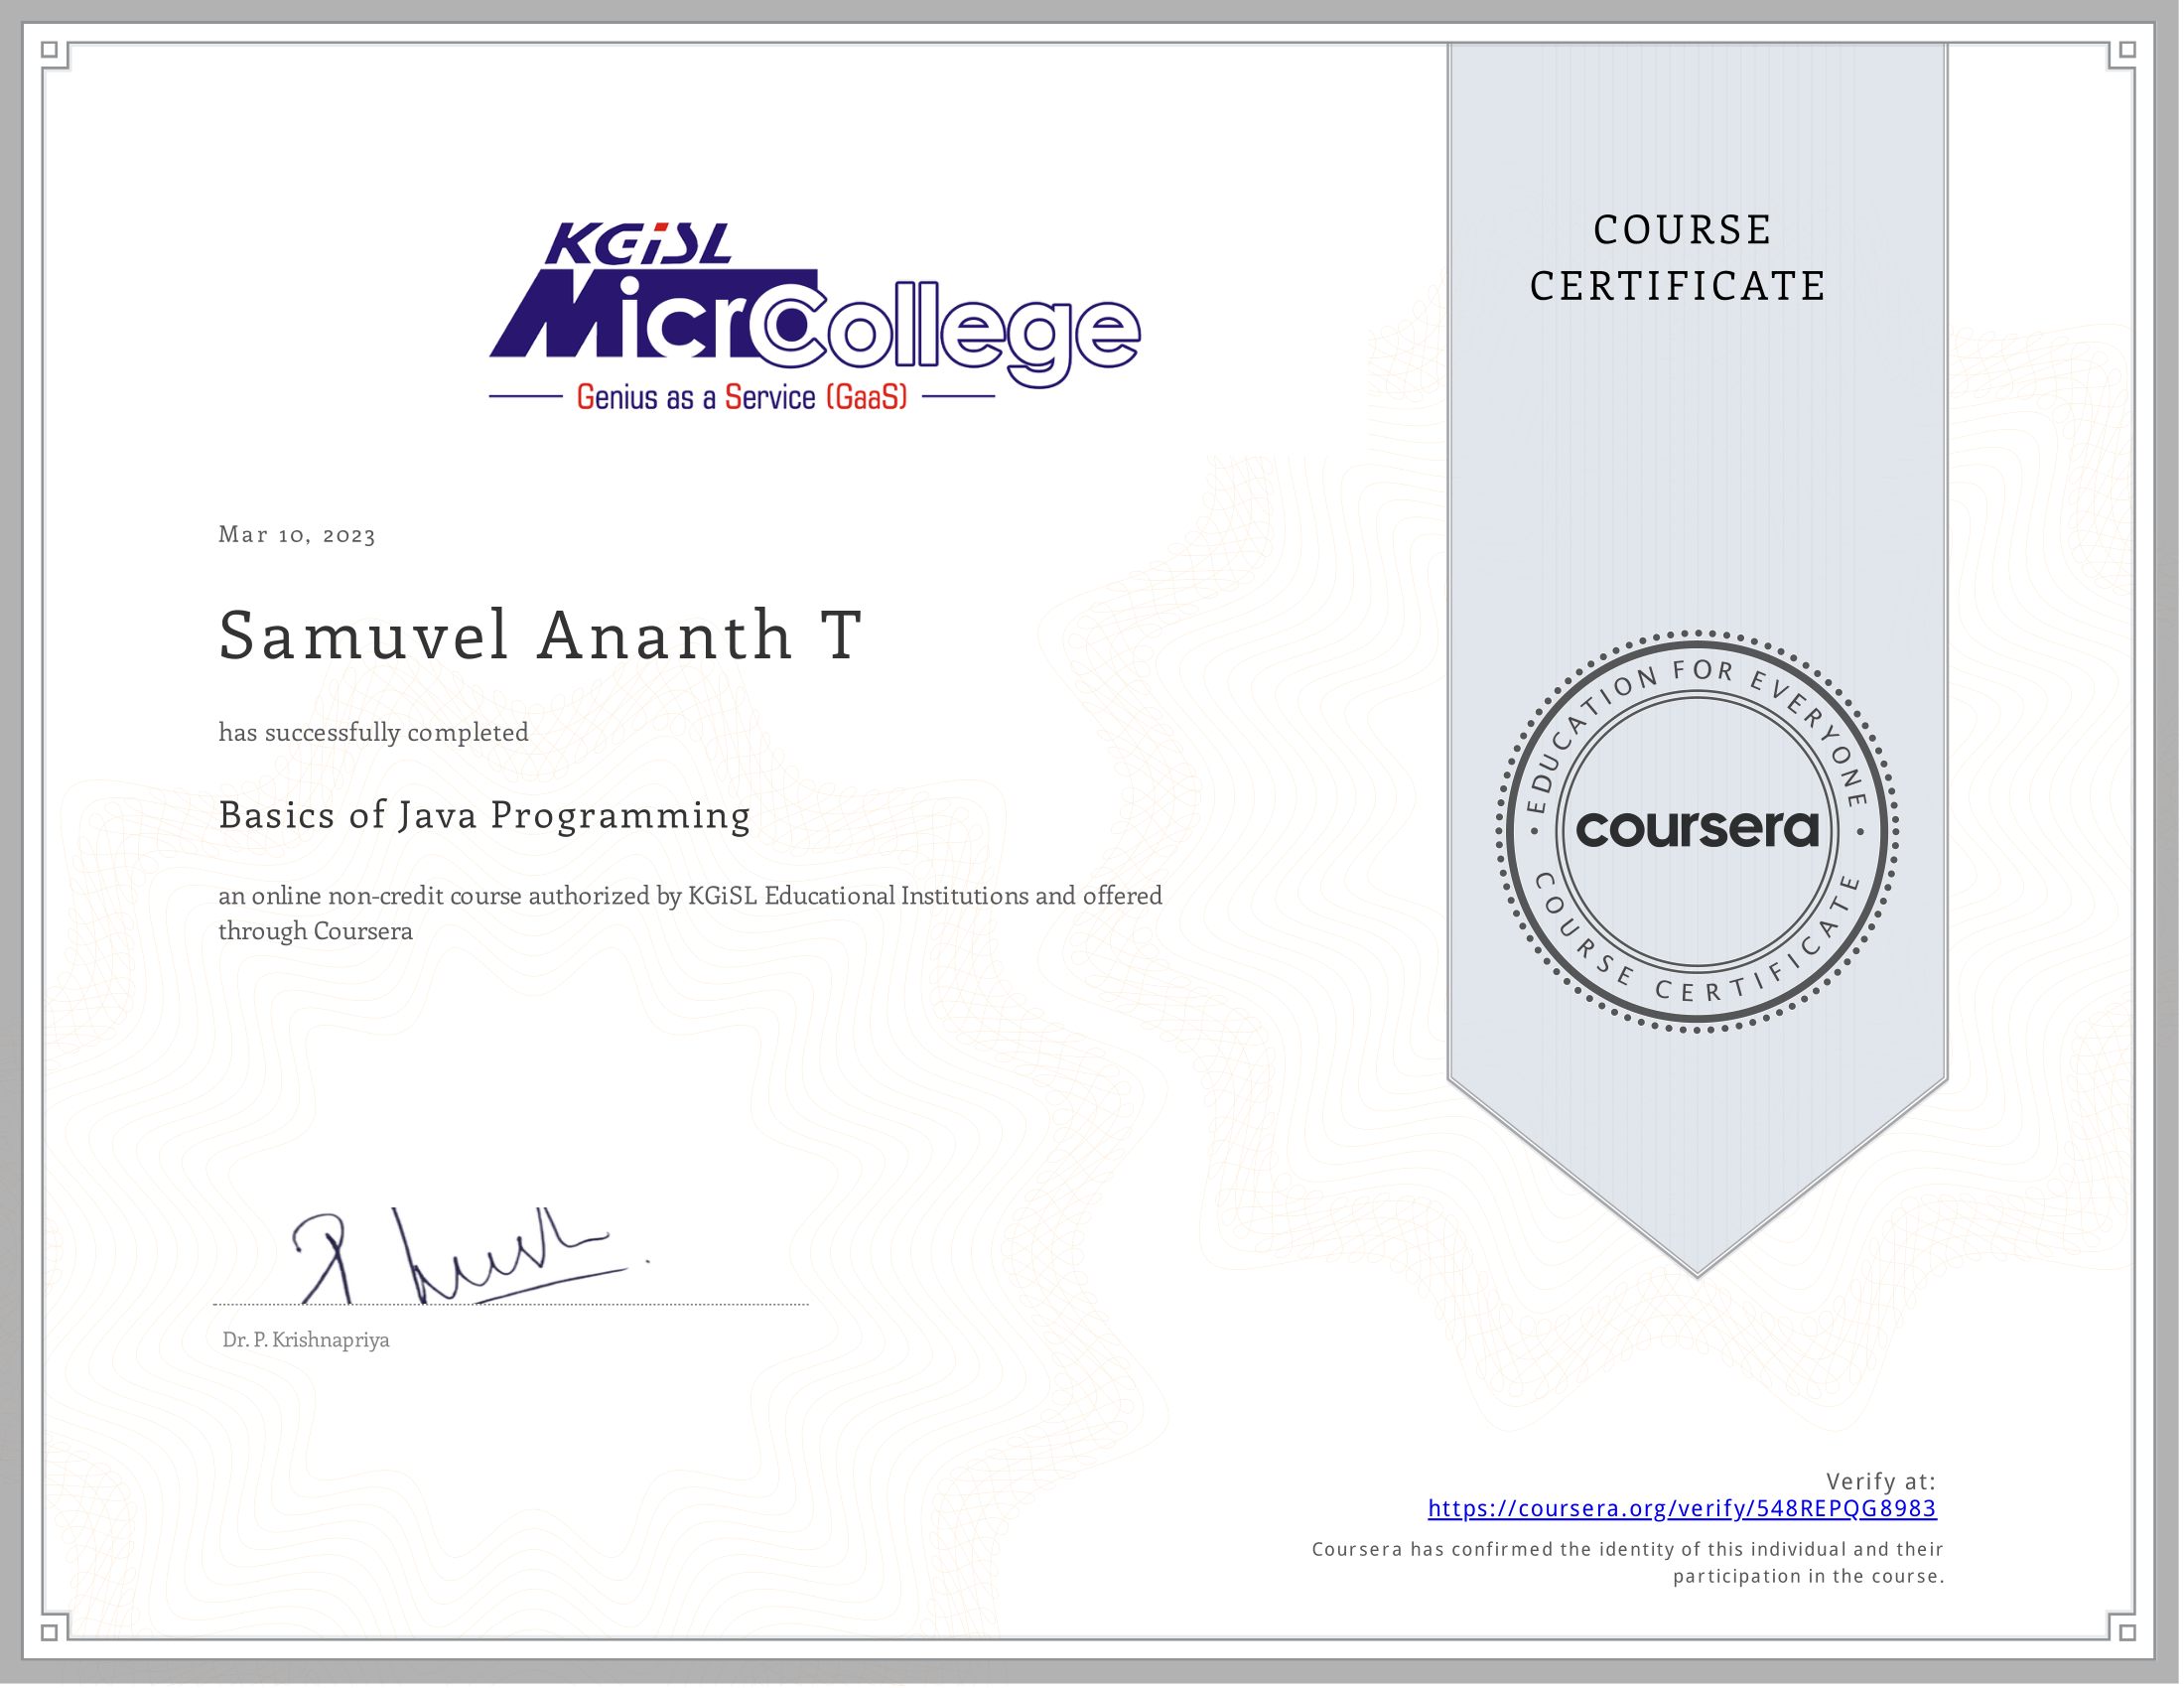 KGiSL
MicroCollege
Genius as a Service (GaaS)
COURSE
CERTIFICATE
Mar 10, 2023
Samuvel Ananth T
has successfully completed
Basics of Java Programming
an online non-credit course authorized by KGiSL Educational Institutions and offered
through Coursera
EDUCATION FOR EVERYONE
coursera
COURSE CERTIFICATE
Dr. P. Krishnapriya
Verify at:
https://coursera.org/verify/548REPQG8983
Coursera has confirmed the identity of this individual and their
participation in the course.